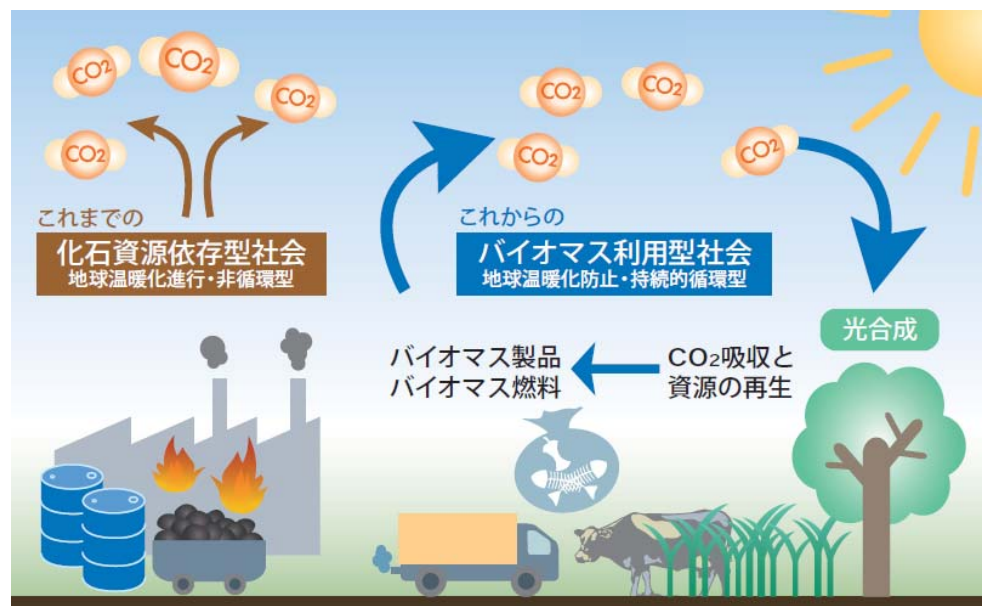 CO2
CO2
CO2
CO2
これまでの
化石資源依存型社会
地球温暖化進行・非循環型
CO2
CO2
CO2
CO2
これからの
バイオマス利用型社会
地球温暖化防止・持続的循環型
光合成
CO2吸収と
資源の再生
バイオマス製品
バイオマス燃料